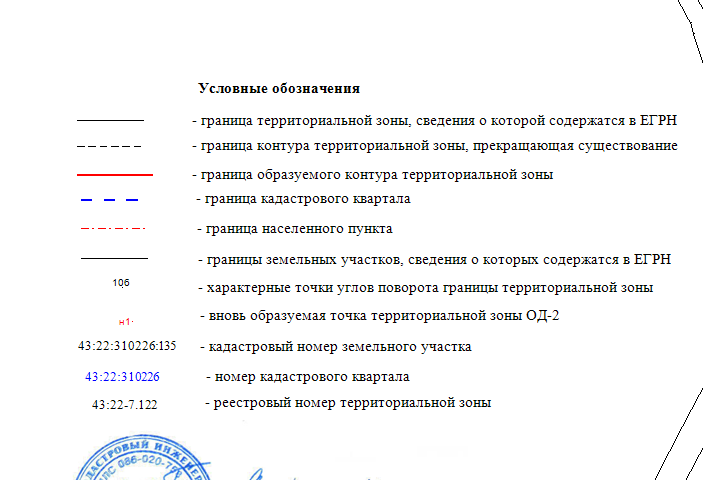 Условные обозначения
- граница территориальной зоны, сведения о которой содержатся в ЕГРН
- граница контура территориальной зоны, прекращающая существование
- граница образуемого контура территориальной зоны
- граница кадастрового квартала
- граница населенного пункта
- границы земельных участков, сведения о которых содержатся в ЕГРН
106 - характерные точки углов поворота границы территориальной зоны
н1 - вновь образуемая точка территориальной зоны ОД-2
43:22:310226:135 - кадастровый номер земельного участка
43:22:310226 - номер кадастрового квартала
43:22-7.122 - реестровый номер территориальной зоны